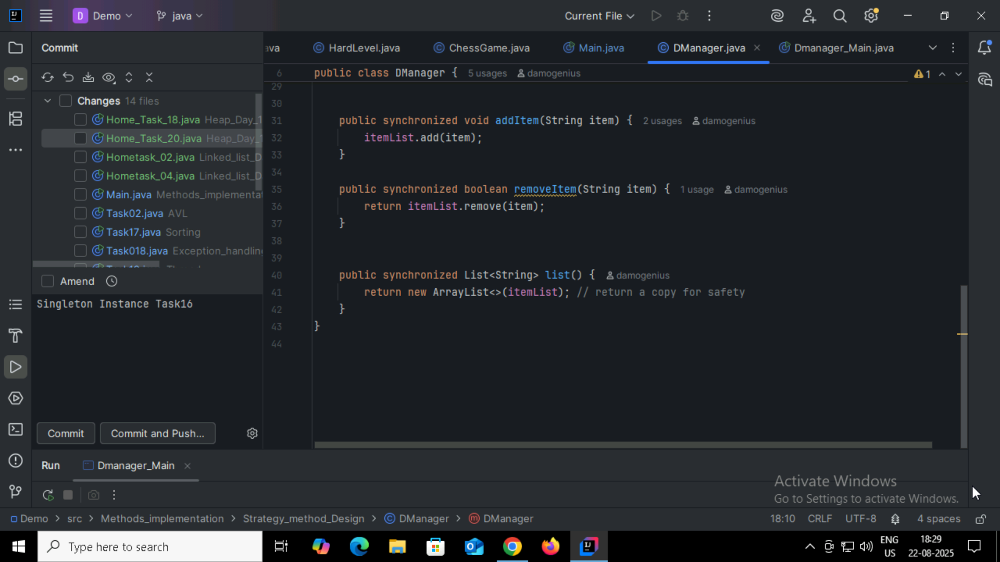 D Demo java Current File
Commit
ava HardLevel.java ChessGame.java Main.java DManager.java Dmanager_Main.java
6 public class DManager { 5 usages damogenius 1
Changes 14 files
Home_Task_18.java Heap_Day_1
Home_Task_20.java Heap_Day_1
Hometask_02.java Linked_list_D
Hometask_04.java Linked_list_D
Main.java Methods_implementat
Task02.java AVL
Task17.java Sorting
Task018.java Exception_handling
Amend
Singleton Instance Task16
Commit Commit and Push...
29
30
31 public synchronized void addItem(String item) { 2 usages damogenius
32 itemList.add(item);
33 }
34
35 public synchronized boolean removeItem(String item) { 1 usage damogenius
36 return itemList.remove(item);
37 }
38
39
40 public synchronized List<String> list() { damogenius
41 return new ArrayList<>(itemList); // return a copy for safety
42 }
43 }
44
Run Dmanager_Main
Activate Windows
Go to Settings to activate Windows.
Demo > src > Methods_implementation > Strategy_method_Design > DManager > DManager 18:10 CRLF UTF-8 4 spaces
Type here to search
ENG
US
18:29
22-08-2025